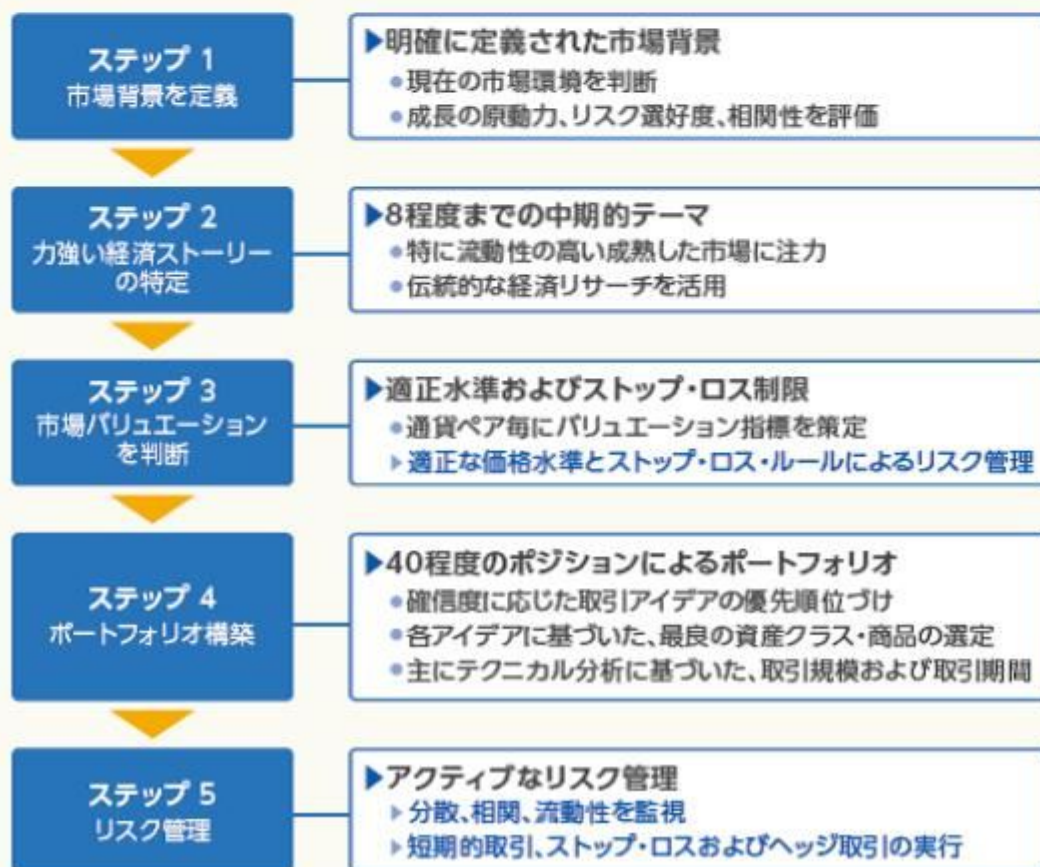 ステップ 1
市場背景を定義
▶明確に定義された市場背景
●現在の市場環境を判断
●成長の原動力、リスク選好度、相関性を評価
ステップ 2
力強い経済ストーリー
の特定
▶8程度までの中期的テーマ
●特に流動性の高い成熟した市場に注力
●伝統的な経済リサーチを活用
ステップ 3
市場バリュエーション
を判断
▶適正水準およびストップ・ロス制限
●通貨ペア毎にバリュエーション指標を策定
▶適正な価格水準とストップ・ロス・ルールによるリスク管理
ステップ 4
ポートフォリオ構築
▶40程度のポジションによるポートフォリオ
●確信度に応じた取引アイデアの優先順位づけ
●各アイデアに基づいた、最良の資産クラス・商品の選定
●主にテクニカル分析に基づいた、取引規模および取引期間
ステップ 5
リスク管理
▶アクティブなリスク管理
▶分散、相関、流動性を監視
▶短期的取引、ストップ・ロスおよびヘッジ取引の実行